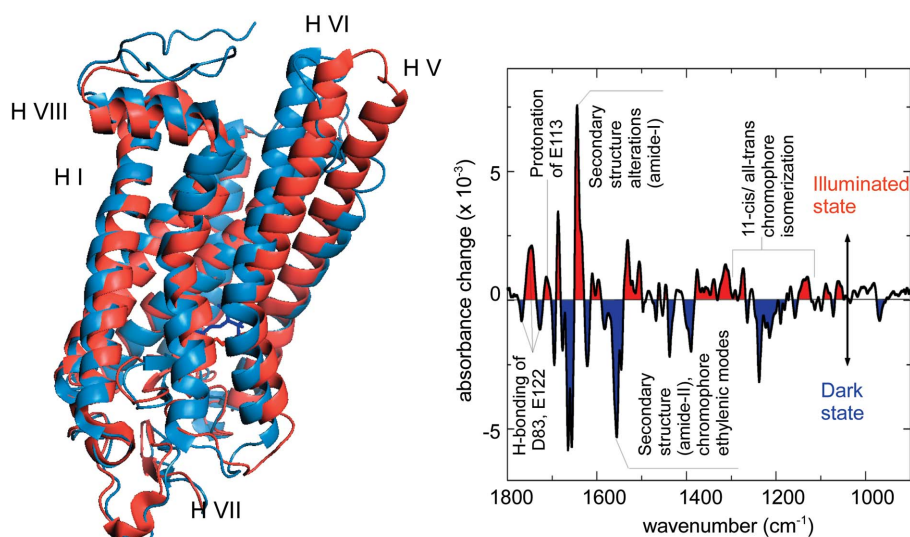 H VI
H V
H VIII
H I
H VII
absorbance change (x 10⁻³)
5
0
-5
Protonation
of E113
Secondary
structure
alterations
(amide-I)
11-cis/ all-trans
chromophore
isomerization
Illuminated
state
H-bonding of
D83, E122
Secondary
structure
(amide-II),
chromophore
ethylenic modes
Dark
state
1800
1600
1400
1200
1000
wavenumber (cm⁻¹)